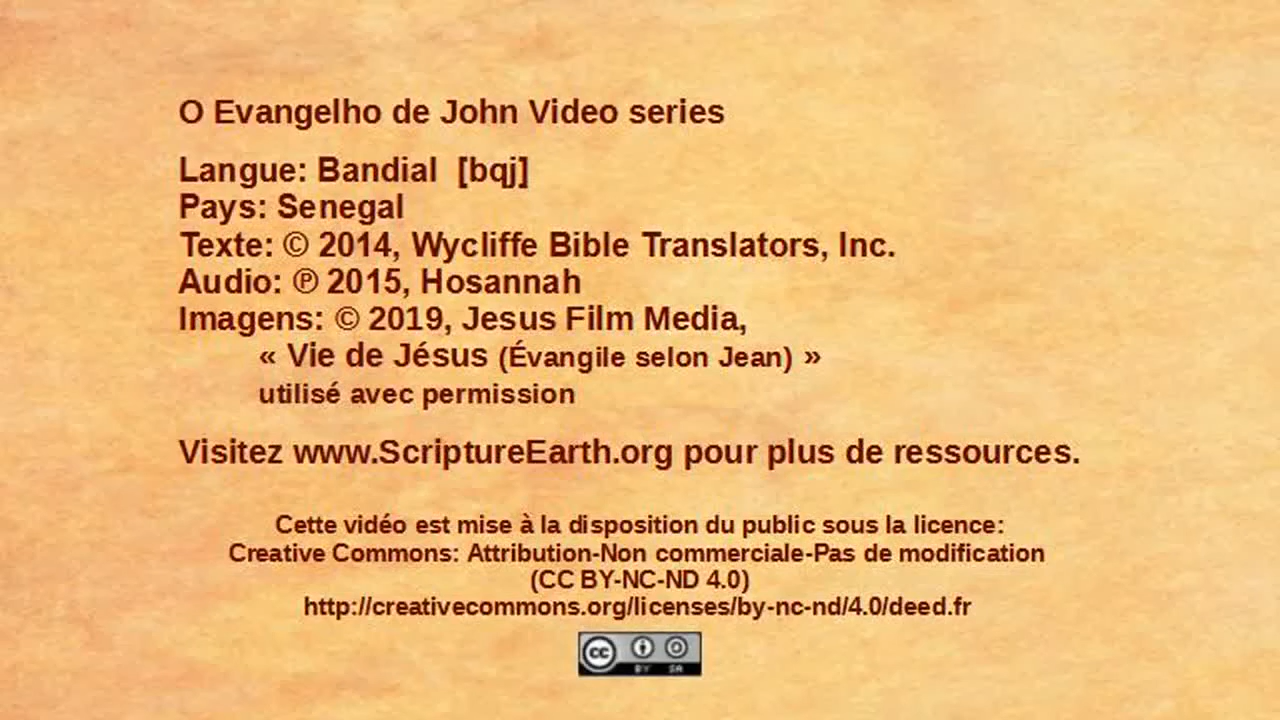 O Evangelho de John Video series
Langue: Bandial [bqj]
Pays: Senegal
Texte: © 2014, Wycliffe Bible Translators, Inc.
Audio: ℗ 2015, Hosannah
Imagens: © 2019, Jesus Film Media,
« Vie de Jésus (Évangile selon Jean) »
utilisé avec permission
Visitez www.ScriptureEarth.org pour plus de ressources.
Cette vidéo est mise à la disposition du public sous la licence:
Creative Commons: Attribution-Non commerciale-Pas de modification
(CC BY-NC-ND 4.0)
http://creativecommons.org/licenses/by-nc-nd/4.0/deed.fr
cc BY SA